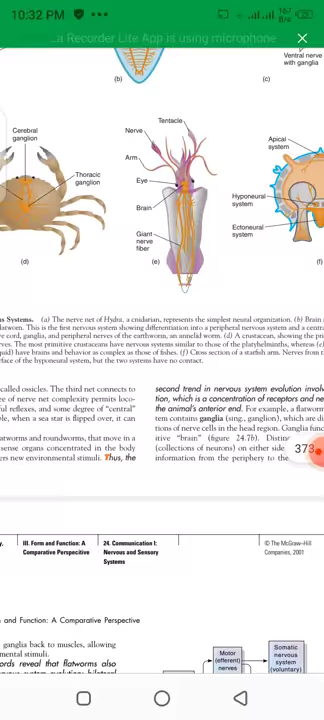 10:32 PM
...a Recorder Lite App is using microphone
Ventral nerve
with ganglia
(b)
(c)
Tentacle
Nerve
Cerebral
ganglion
Apical
system
Arm
Thoracic
ganglion
Eye
Hyponeural
system
Brain
Giant
nerve
fiber
Ectoneural
system
(d)
(e)
(f)
us Systems. (a) The nerve net of Hydra, a cnidarian, represents the simplest neural organization. (b) Brain
latworm. This is the first nervous system showing differentiation into a peripheral nervous system and a centra
e cord, ganglia, and peripheral nerves of the earthworm, an annelid worm. (d) A crustacean, showing the pri
rves. The most primitive crustaceans have nervous systems similar to those of the platyhelminths, whereas (e)
quid) have brains and behavior as complex as those of fishes. (f) Cross section of a starfish arm. Nerves from t
rface of the hyponeural system, but the two systems have no contact.
called ossicles. The third net connects to
ee of nerve net complexity permits loco-
ful reflexes, and some degree of “central”
le, when a sea star is flipped over, it can
atworms and roundworms, that move in a
sense organs concentrated in the body
ers new environmental stimuli. Thus, the
second trend in nervous system evolution involv
tion, which is a concentration of receptors and ne
the animal's anterior end. For example, a flatworm
tem contains ganglia (sing., ganglion), which are di
tions of nerve cells in the head region. Ganglia func
itive “brain” (figure 24.7b). Distinc
(collections of neurons) on either side
information from the periphery to the
373
III. Form and Function: A
Comparative Perspecitive
24. Communication I:
Nervous and Sensory
Systems
© The McGraw−Hill
Companies, 2001
n and Function: A Comparative Perspective
ganglia back to muscles, allowing
nmental stimuli.
ords reveal that flatworms also
Motor
(efferent)
nerves
Somatic
nervous
system
(voluntary)